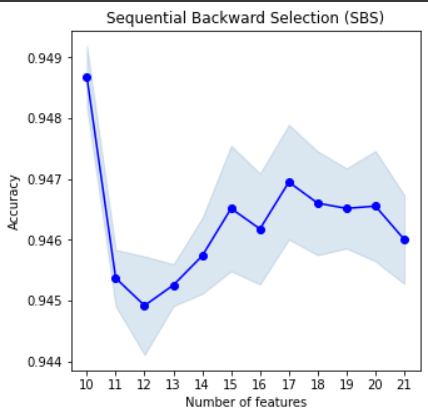 Sequential Backward Selection (SBS)
0.949
0.948
0.947
0.946
0.945
0.944
Accuracy
10 11 12 13 14 15 16 17 18 19 20 21
Number of features